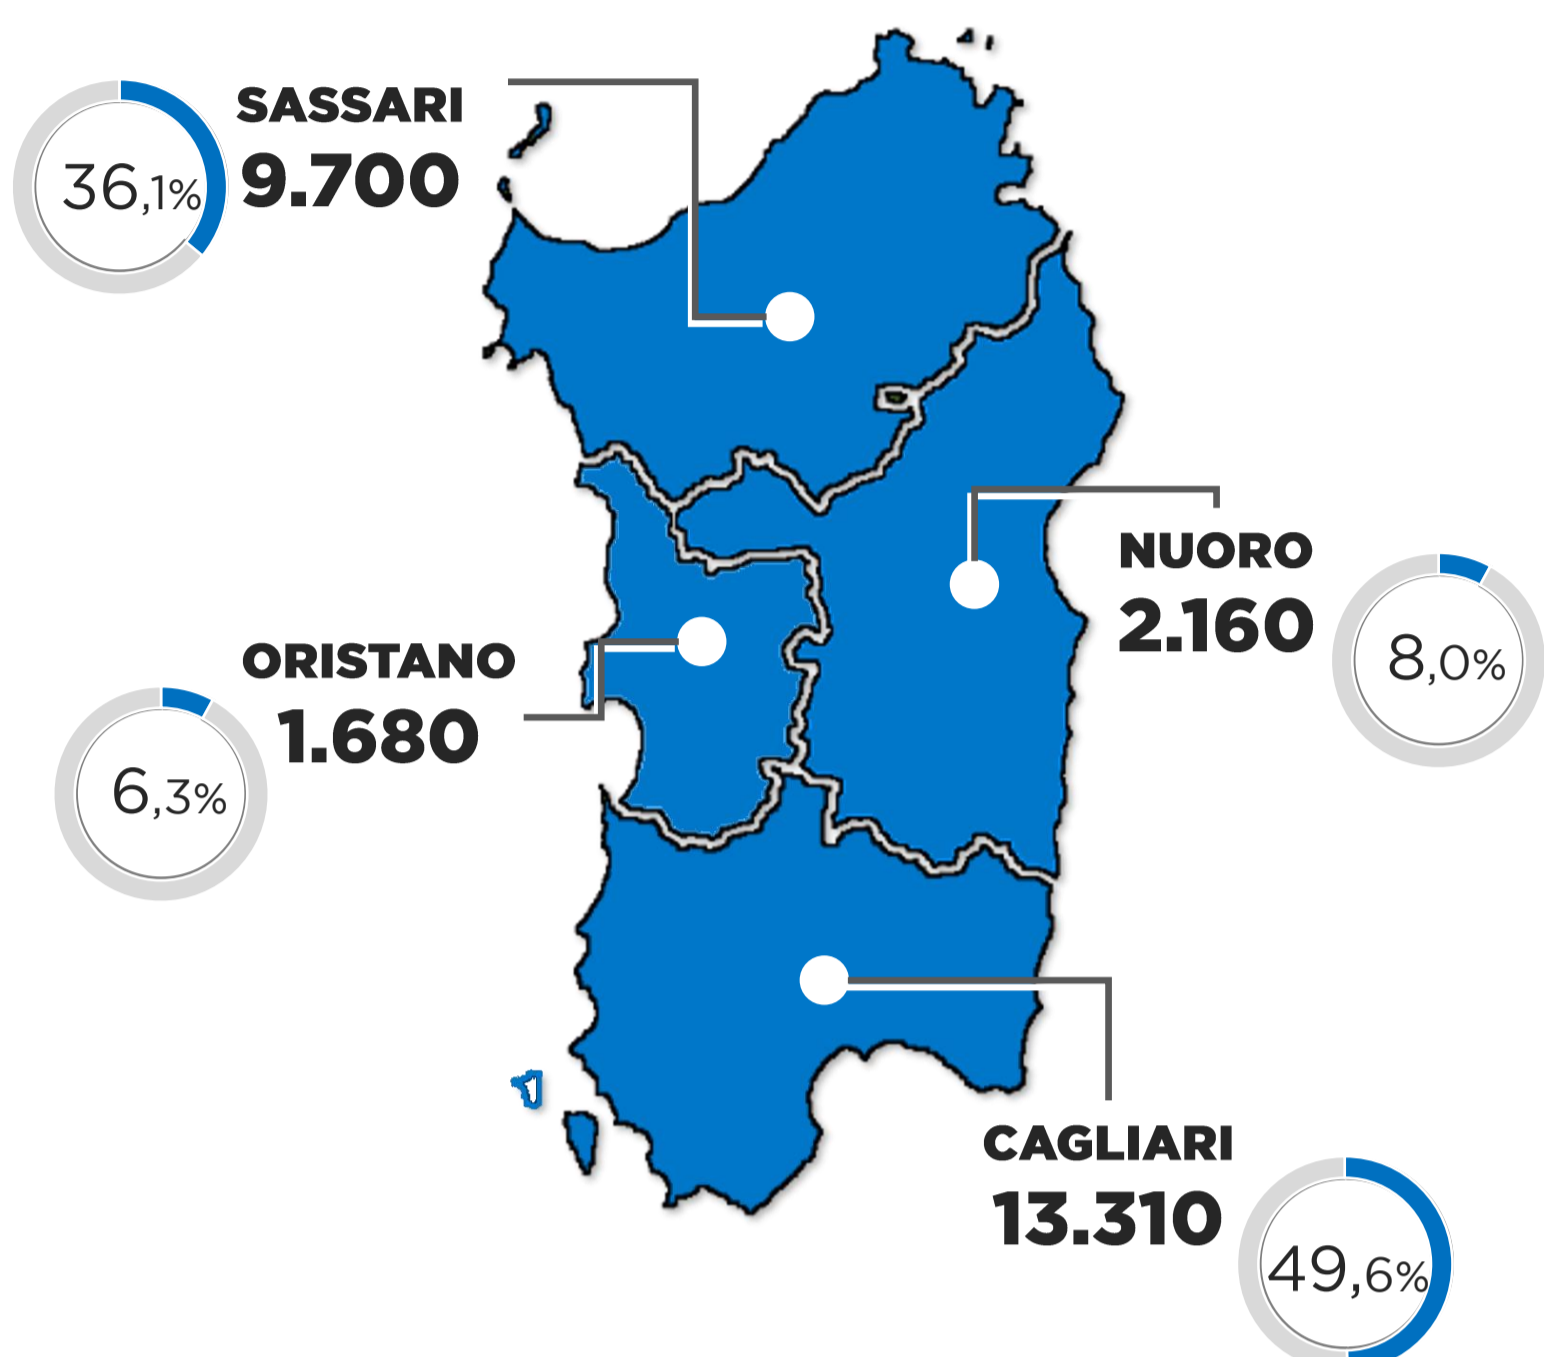 SASSARI
9.700
36,1%
NUORO
2.160
8,0%
ORISTANO
1.680
6,3%
CAGLIARI
13.310
49,6%